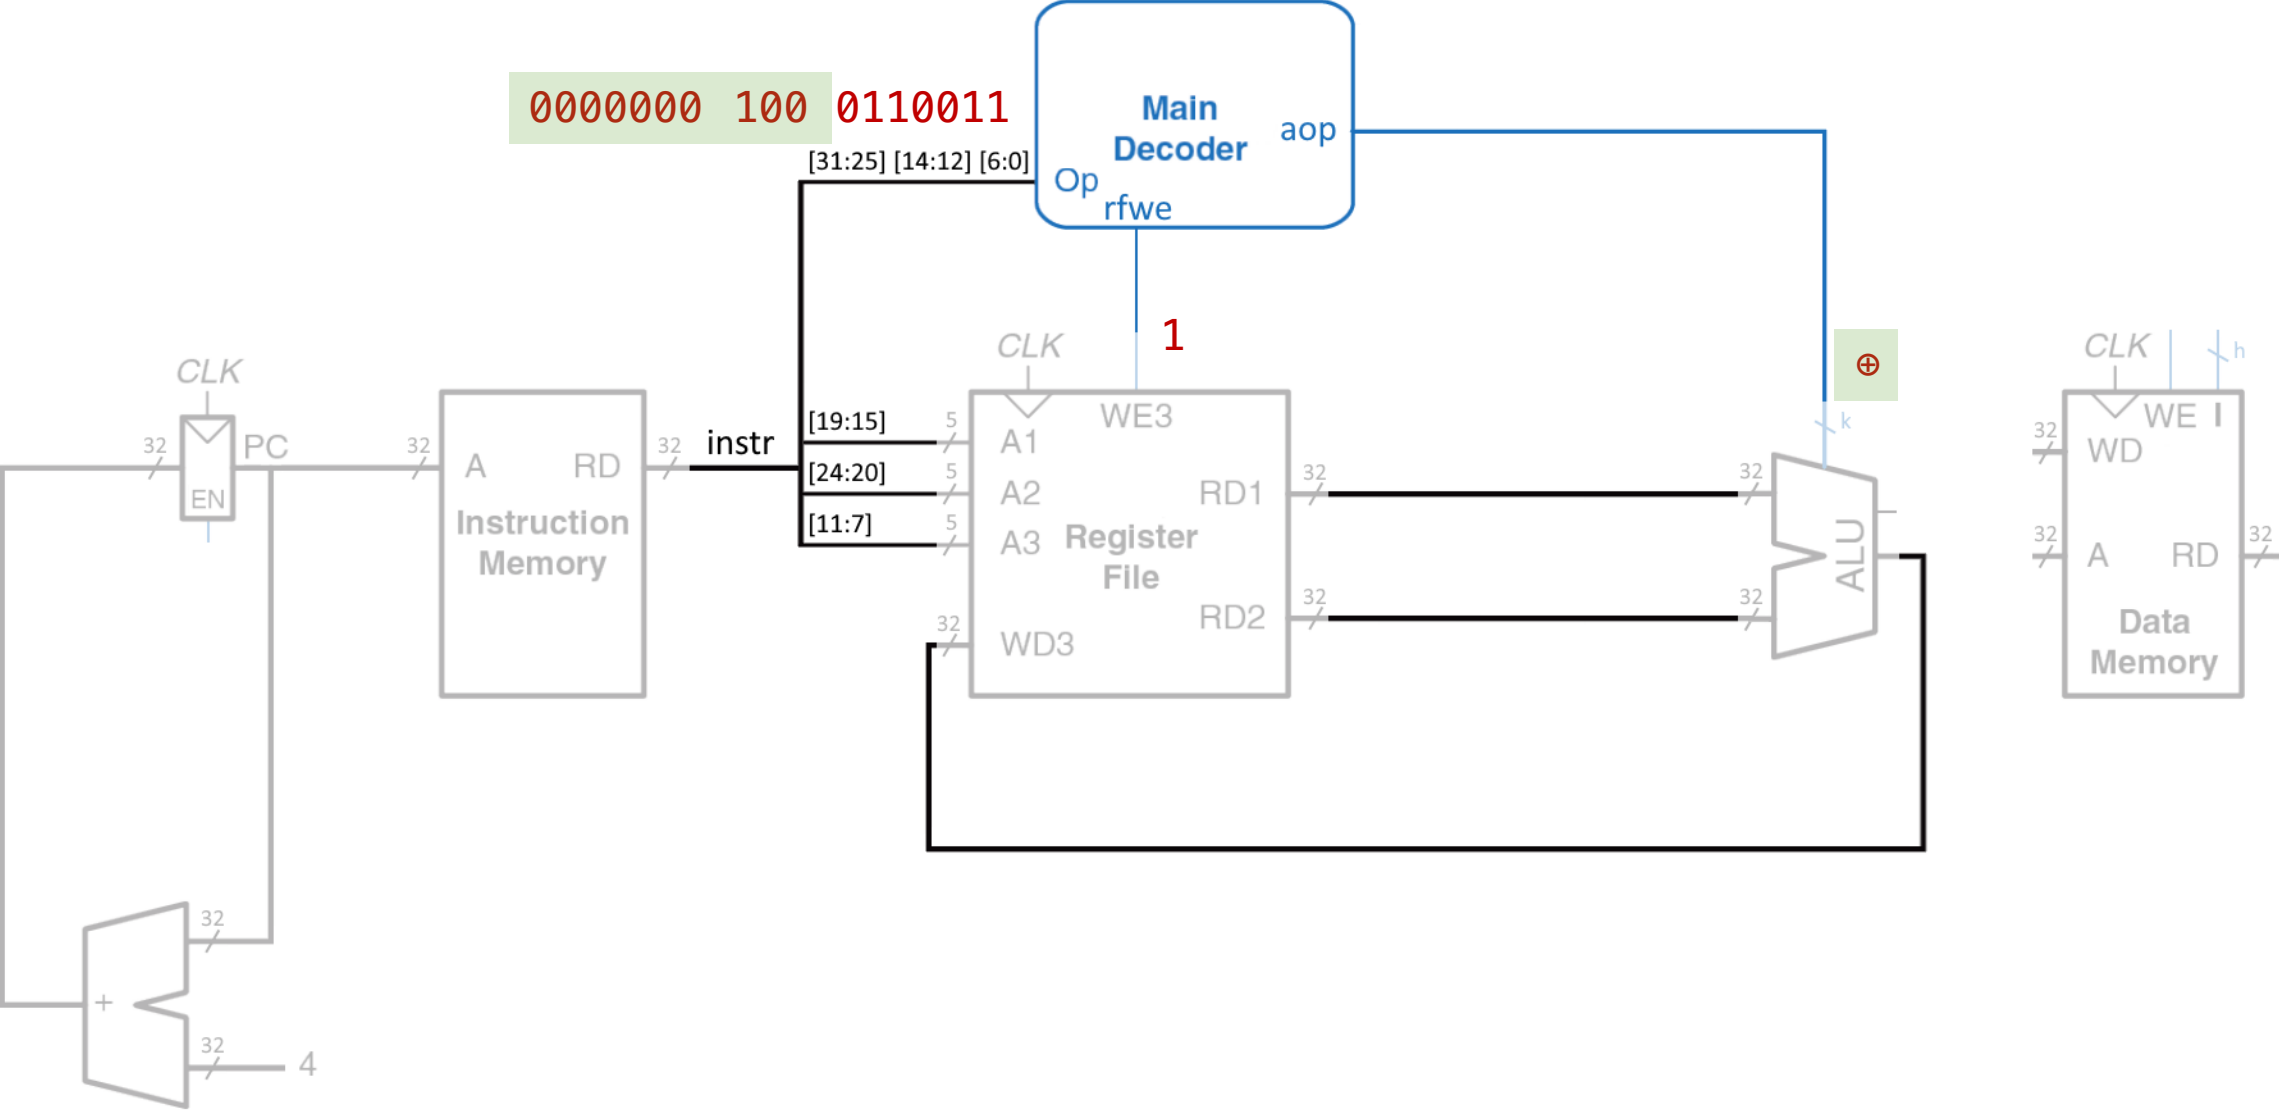 0000000 100 0110011
Main
Decoder
aop
[31:25] [14:12] [6:0]
Op
rfwe
1
⊕
CLK
CLK
CLK
h
32
PC
EN
32
A
RD
Instruction
Memory
32
instr
[19:15]
[24:20]
[11:7]
5
5
5
32
A1
A2
A3
WD3
WE3
RD1
RD2
Register
File
32
32
32
32
k
ALU
32
32
WD
A
WE I
RD
Data
Memory
32
32
+
32
4